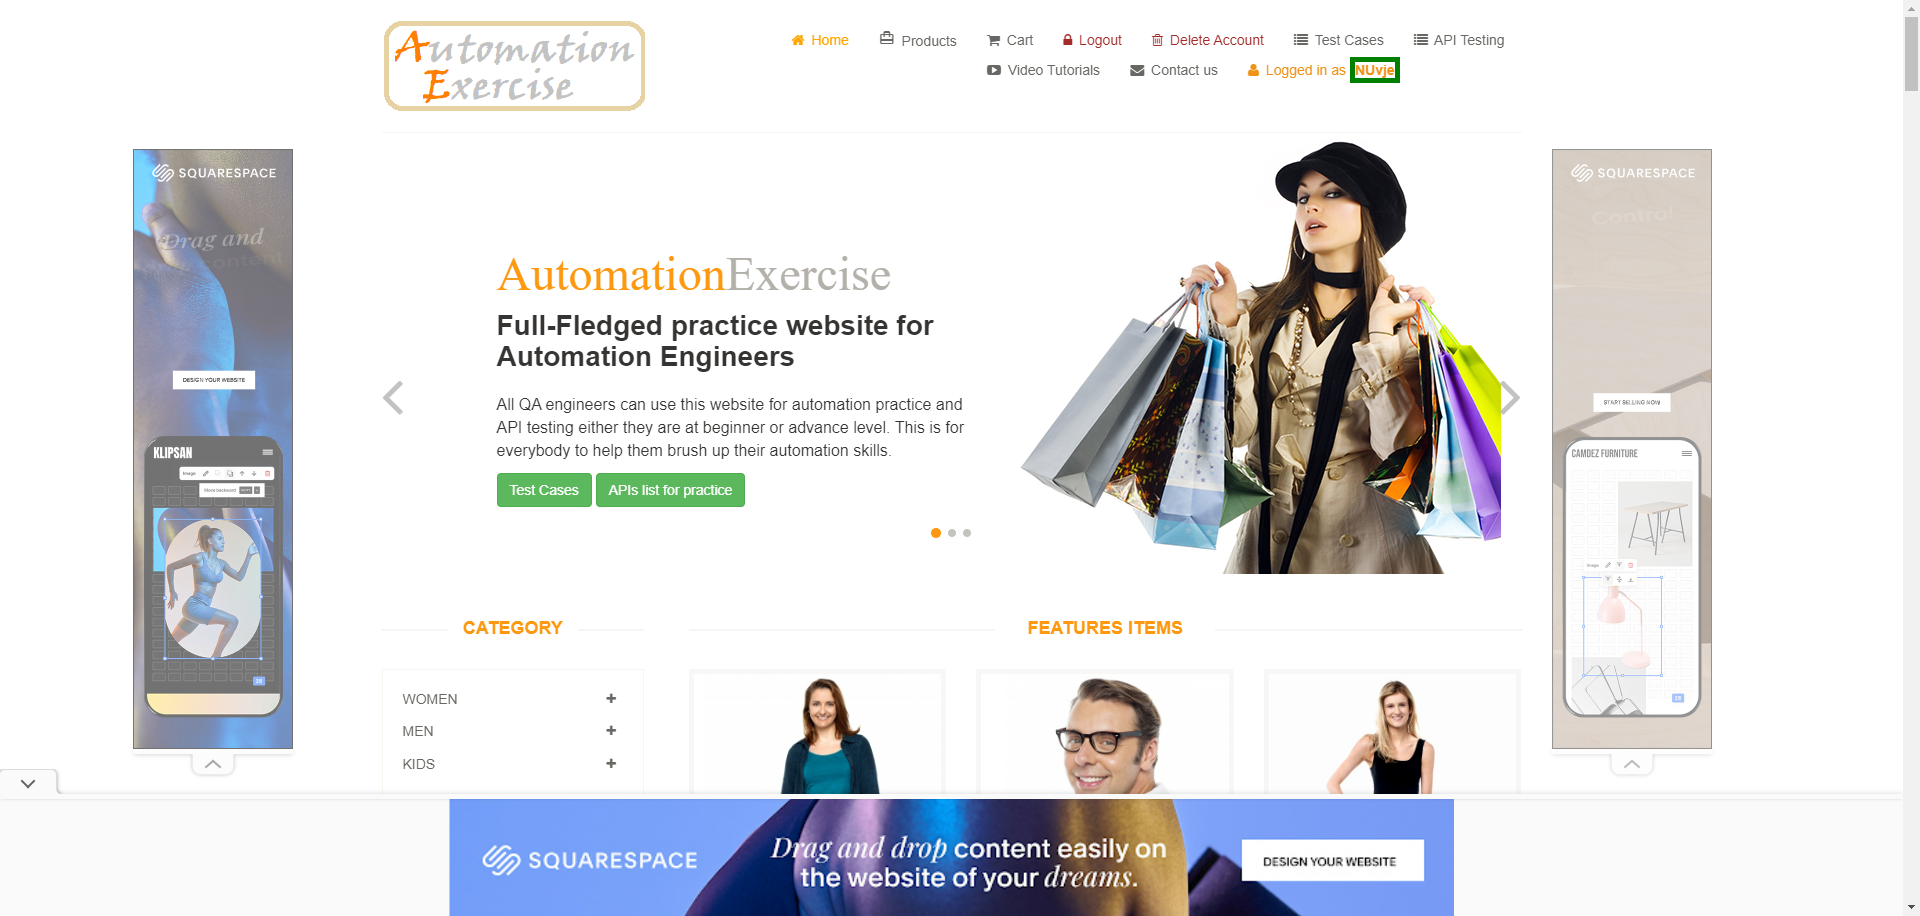 Automation
Exercise
Home
Products
Cart
Logout
Delete Account
Test Cases
API Testing
Video Tutorials
Contact us
Logged in as NUvje
SQUARESPACE
Drag and
content
DESIGN YOUR WEBSITE
KLIPSAN
Image
Move backward
AutomationExercise
Full-Fledged practice website for
Automation Engineers
All QA engineers can use this website for automation practice and
API testing either they are at beginner or advance level. This is for
everybody to help them brush up their automation skills.
Test Cases
APIs list for practice
SQUARESPACE
Control
START SELLING NOW
CAMDEZ FURNITURE
Image
CATEGORY
WOMEN
MEN
KIDS
FEATURES ITEMS
SQUARESPACE
Drag and drop content easily on
the website of your dreams.
DESIGN YOUR WEBSITE